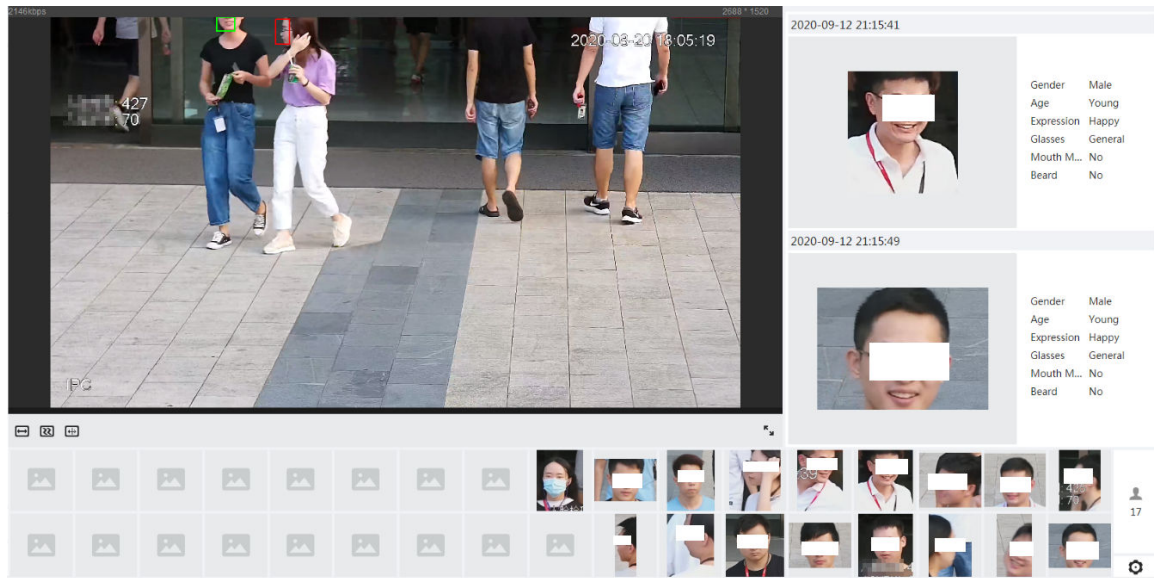 2146kbps
2688 * 1520
2020-08-20 18:05:19
427
70
IPC
2020-09-12 21:15:41
Gender Male
Age Young
Expression Happy
Glasses General
Mouth M... No
Beard No
2020-09-12 21:15:49
Gender Male
Age Young
Expression Happy
Glasses General
Mouth M... No
Beard No
17